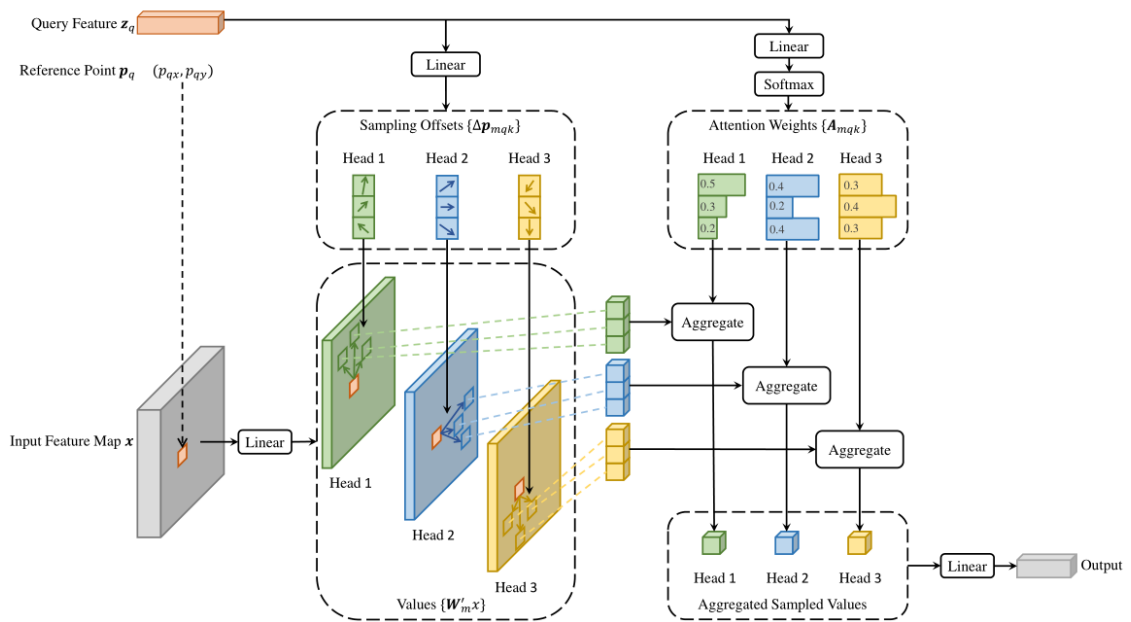 Query Feature 𝒛_q
Linear
Linear
Reference Point 𝒑_q (p_qx, p_qy)
Softmax
Sampling Offsets {Δ𝒑_mqk}
Attention Weights {𝑨_mqk}
Head 1 Head 2 Head 3
Head 1 Head 2 Head 3
0.5 0.4 0.3
0.3 0.2 0.4
0.2 0.4 0.3
Aggregate
Aggregate
Aggregate
Input Feature Map 𝒙
Linear
Head 1
Head 2
Head 3
Values {𝑾′_m x}
Head 1 Head 2 Head 3
Aggregated Sampled Values
Linear
Output